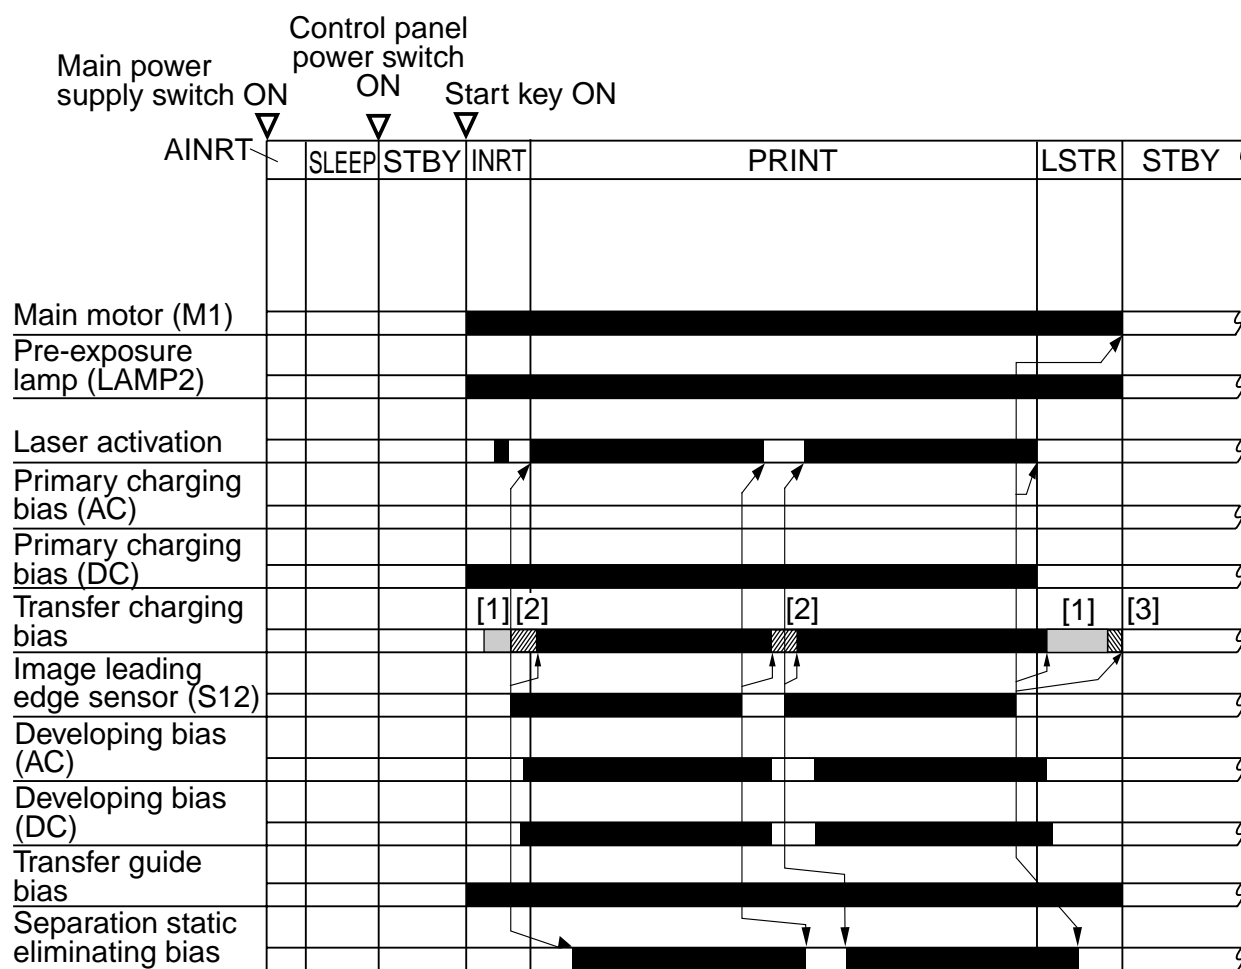 Control panel
power switch
ON
Main power
supply switch ON
Start key ON
AINRT
SLEEP STBY INRT PRINT LSTR STBY
Main motor (M1)
Pre-exposure
lamp (LAMP2)
Laser activation
Primary charging
bias (AC)
Primary charging
bias (DC)
Transfer charging
bias
[1] [2] [2] [1] [3]
Image leading
edge sensor (S12)
Developing bias
(AC)
Developing bias
(DC)
Transfer guide
bias
Separation static
eliminating bias